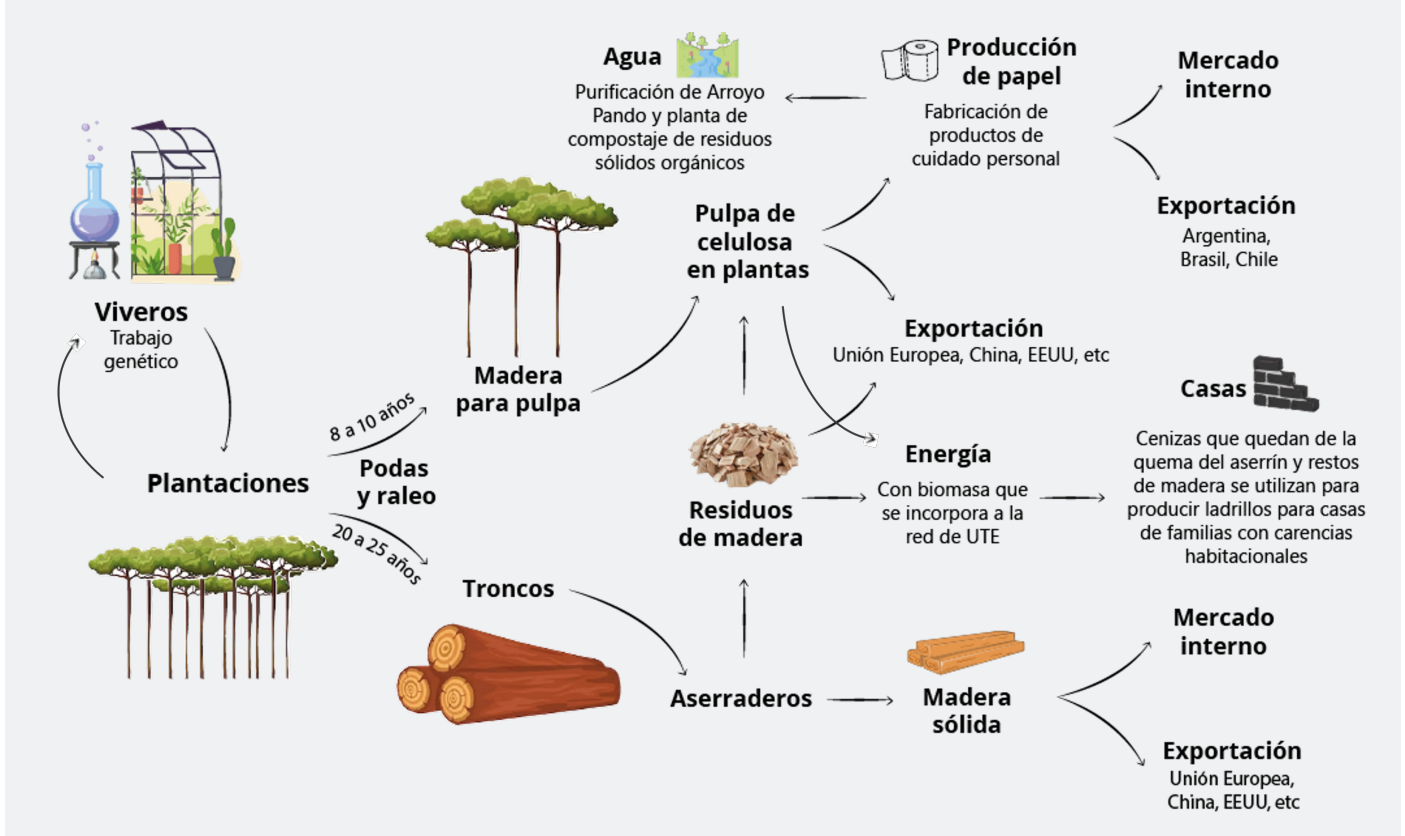 Viveros
Trabajo
genético
Plantaciones
8 a 10 años
Podas
y raleo
20 a 25 años
Madera
para pulpa
Troncos
Aserraderos
Residuos
de madera
Pulpa de
celulosa
en plantas
Agua
Purificación de Arroyo
Pando y planta de
compostaje de residuos
sólidos orgánicos
Producción
de papel
Fabricación de
productos de
cuidado personal
Mercado
interno
Exportación
Argentina,
Brasil, Chile
Exportación
Unión Europea, China, EEUU, etc
Energía
Con biomasa que
se incorpora a la
red de UTE
Casas
Cenizas que quedan de la
quema del aserrín y restos
de madera se utilizan para
producir ladrillos para casas
de familias con carencias
habitacionales
Madera
sólida
Mercado
interno
Exportación
Unión Europea,
China, EEUU, etc